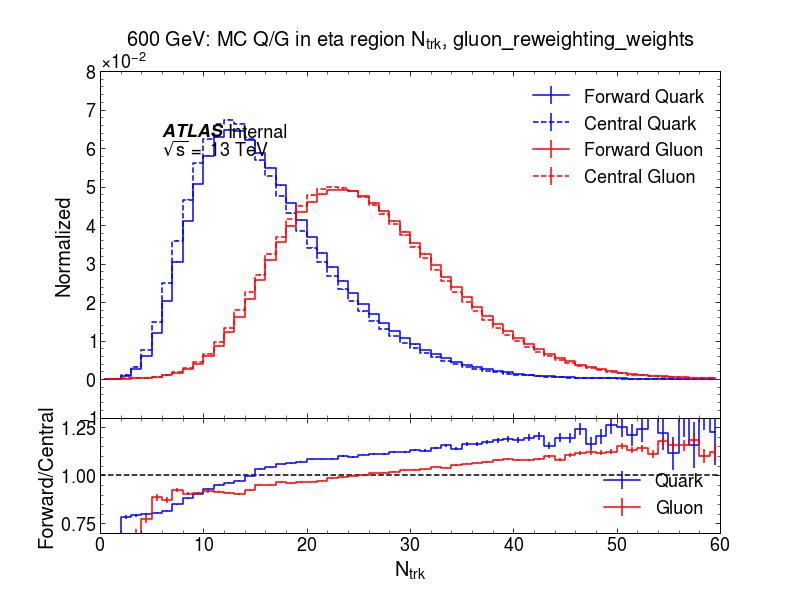 600 GeV: MC Q/G in eta region Ntrk, gluon_reweighting_weights
×10−2
8
7
6
5
4
3
2
1
0
1
Normalized
ATLAS Internal
√s = 13 TeV
Forward Quark
Central Quark
Forward Gluon
Central Gluon
1.25
1.00
0.75
Forward/Central
Quark
Gluon
0 10 20 30 40 50 60
Ntrk